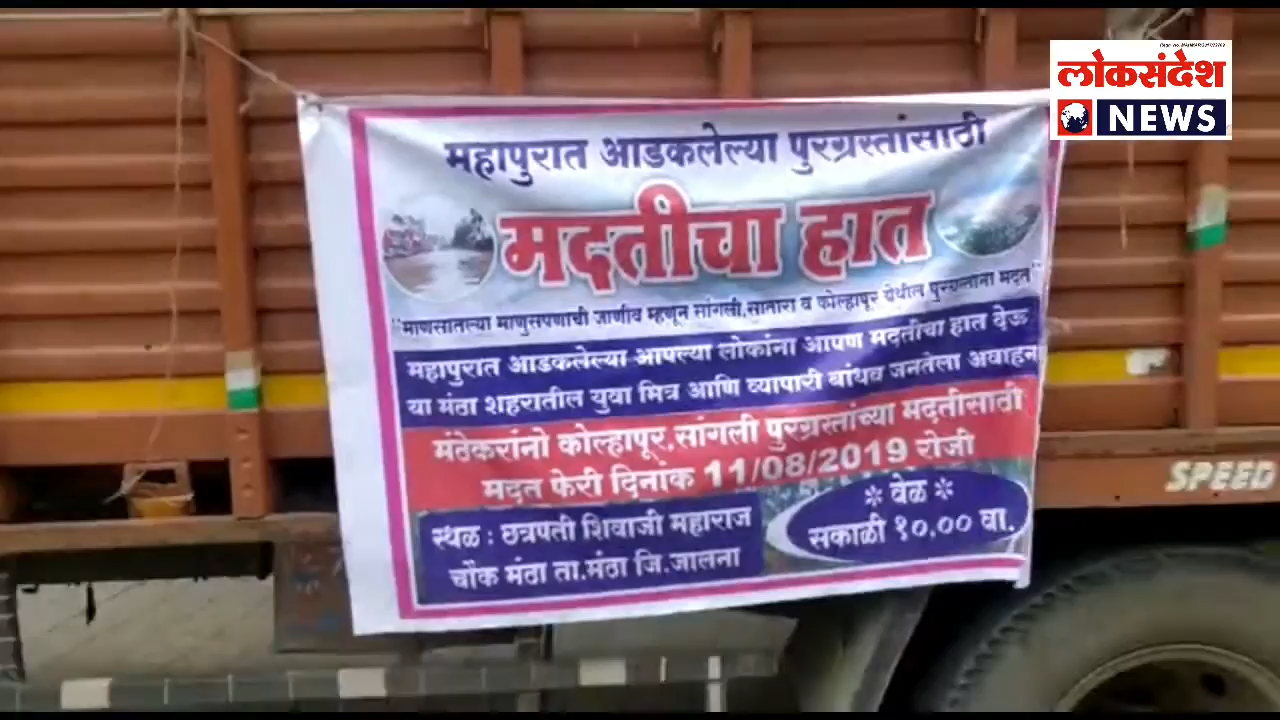 लोकसंदेश
NEWS
महापुरात आडकलेल्या पुरग्रस्तांसाठी
मदतीचा हात
"माणसातल्या माणुसपणाची जाणीव म्हणून सांगली,सातारा व कोल्हापूर येथील पुरग्रस्तांना मदत"
महापुरात आडकलेल्या आपल्या लोकांना आपण मदतीचा हात देऊ
या मंठा शहरातील युवा मित्र आणि व्यापारी बांधव जनतेला अवाहन
मंठेकरांनो कोल्हापूर,सांगली पुरग्रस्तांच्या मदतीसाठी
मदत फेरी दिनांक 11/08/2019 रोजी
स्थळ : छत्रपती शिवाजी महाराज
चौक मंठा ता.मंठा जि.जालना
* वेळ *
सकाळी १०.०० वा.
SPEED